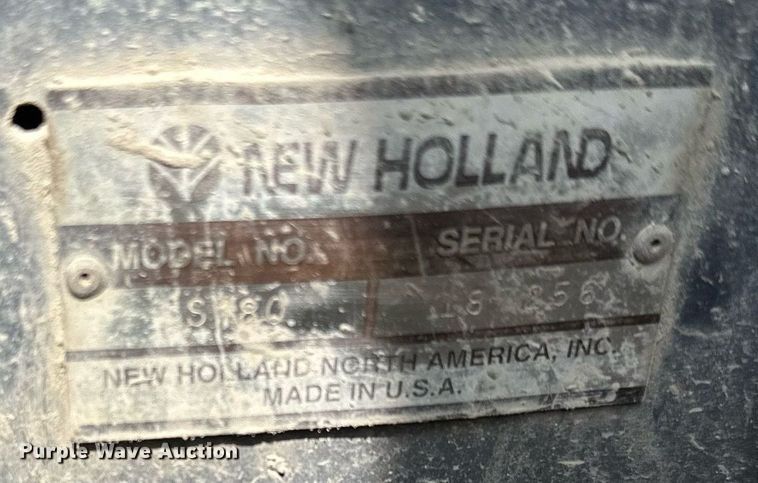 NEW HOLLAND
MODEL NO. SERIAL NO.
NEW HOLLAND NORTH AMERICA, INC.
MADE IN U.S.A.
Purple Wave Auction